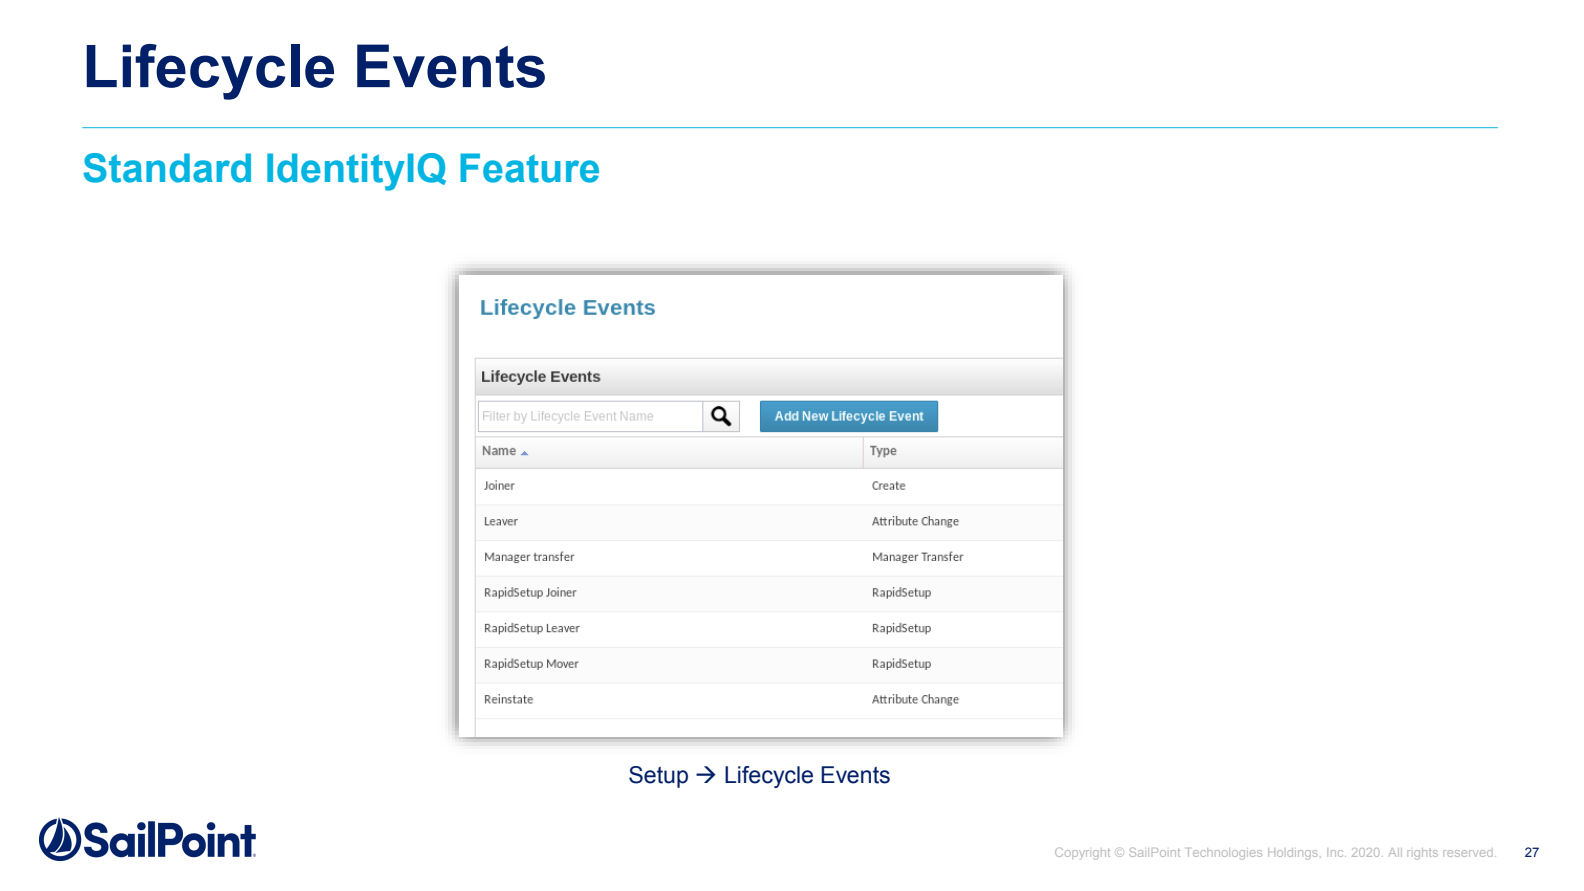 Lifecycle Events
Standard IdentityIQ Feature
Lifecycle Events
Lifecycle Events
Filter by Lifecycle Event Name
Add New Lifecycle Event
Name Type
Joiner Create
Leaver Attribute Change
Manager transfer Manager Transfer
RapidSetup Joiner RapidSetup
RapidSetup Leaver RapidSetup
RapidSetup Mover RapidSetup
Reinstate Attribute Change
Setup → Lifecycle Events
SailPoint
Copyright © SailPoint Technologies Holdings, Inc. 2020. All rights reserved. 27